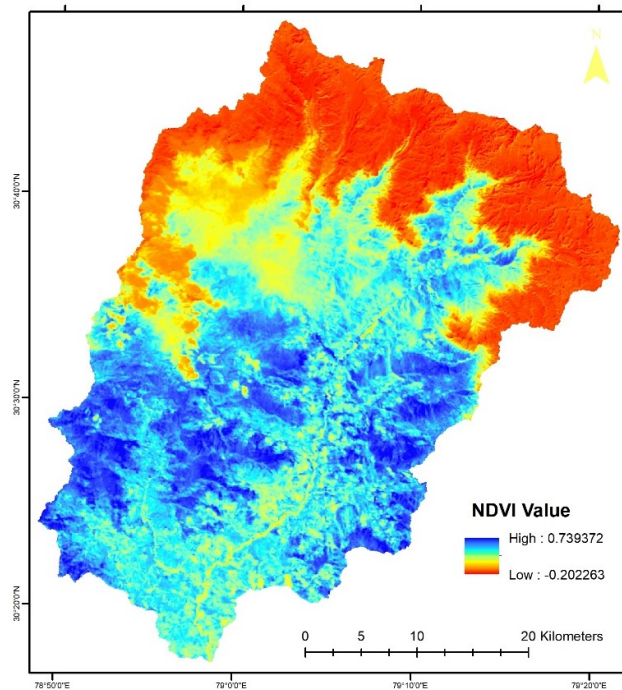 N
30°40'0"N
30°30'0"N
30°20'0"N
NDVI Value
High : 0.739372
Low : -0.202263
0 5 10 20 Kilometers
78°50'0"E 79°0'0"E 79°10'0"E 79°20'0"E